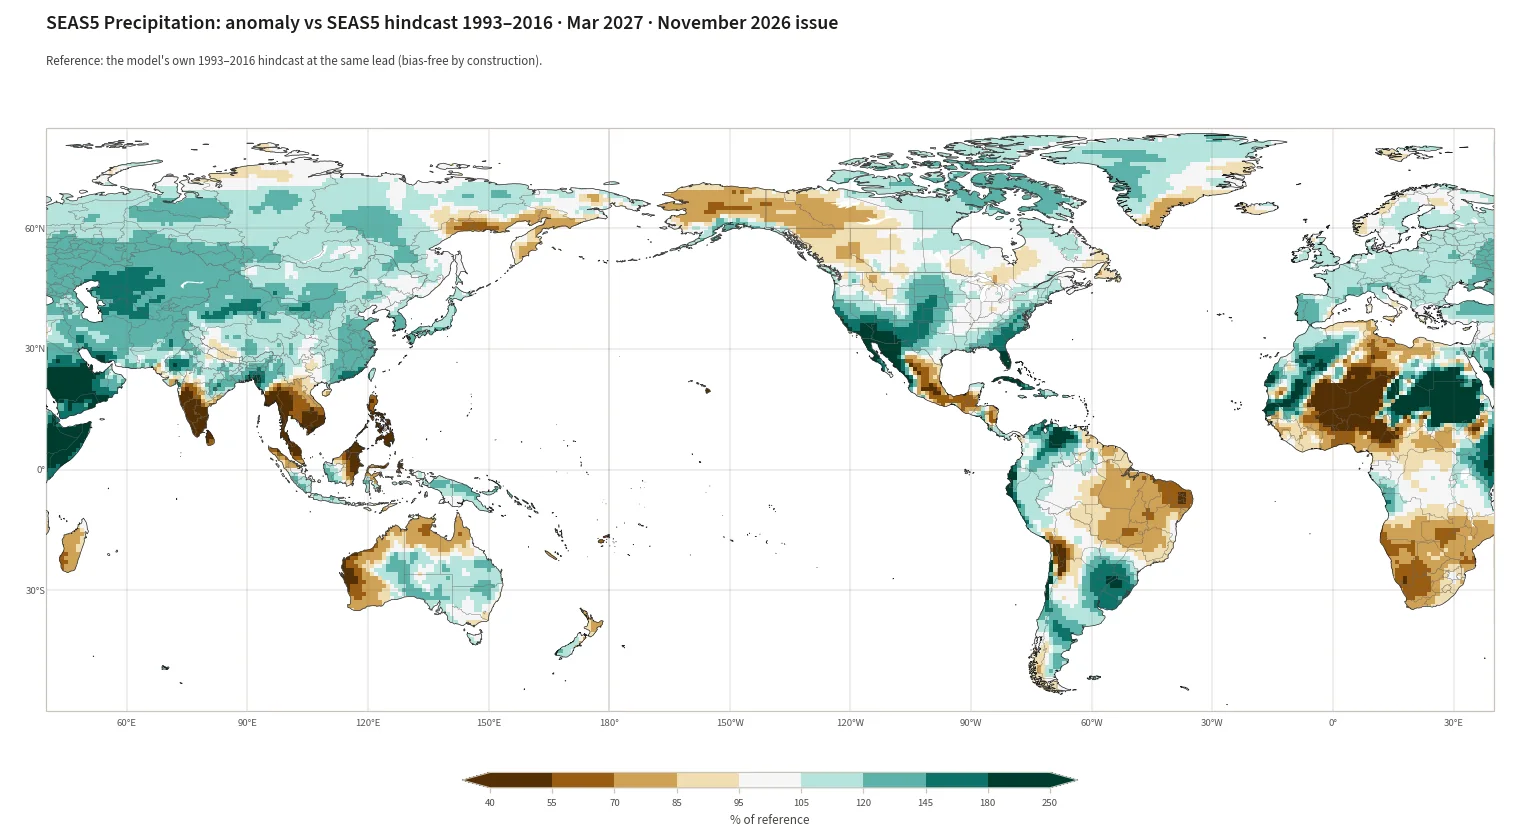 SEAS5 Precipitation: anomaly vs SEAS5 hindcast 1993–2016 · Mar 2027 · November 2026 issue
Reference: the model's own 1993–2016 hindcast at the same lead (bias-free by construction).
60°N
30°N
0°
30°S
60°E 90°E 120°E 150°E 180° 150°W 120°W 90°W 60°W 30°W 0° 30°E
40 55 70 85 95 105 120 145 180 250
% of reference